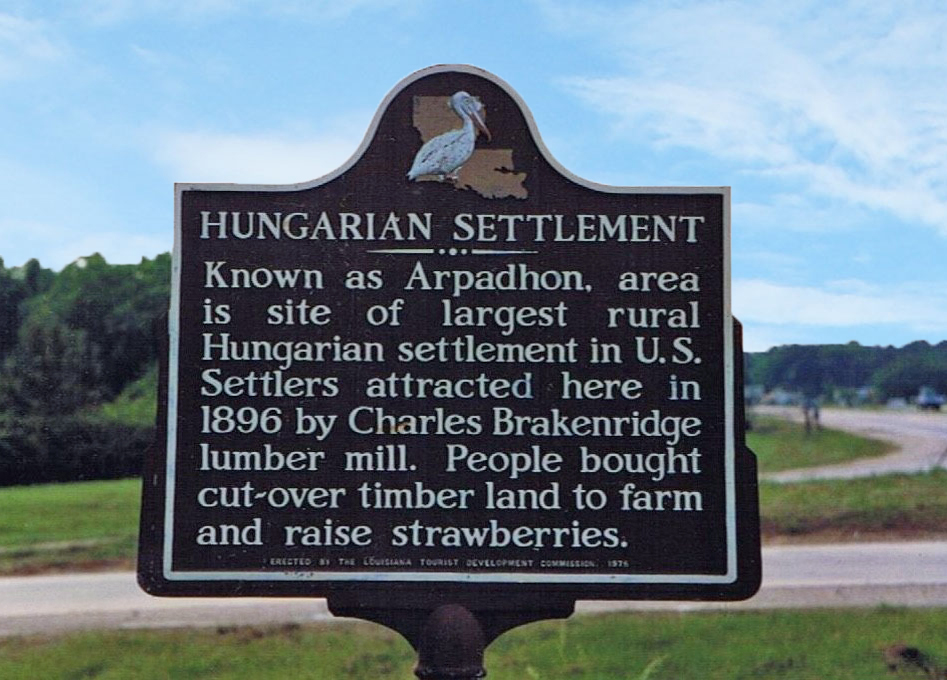 HUNGARIAN SETTLEMENT
Known as Arpadhon, area
is site of largest rural
Hungarian settlement in U.S.
Settlers attracted here in
1896 by Charles Brakenridge
lumber mill. People bought
cut-over timber land to farm
and raise strawberries.
ERECTED BY THE LOUISIANA TOURIST DEVELOPMENT COMMISSION, 1975